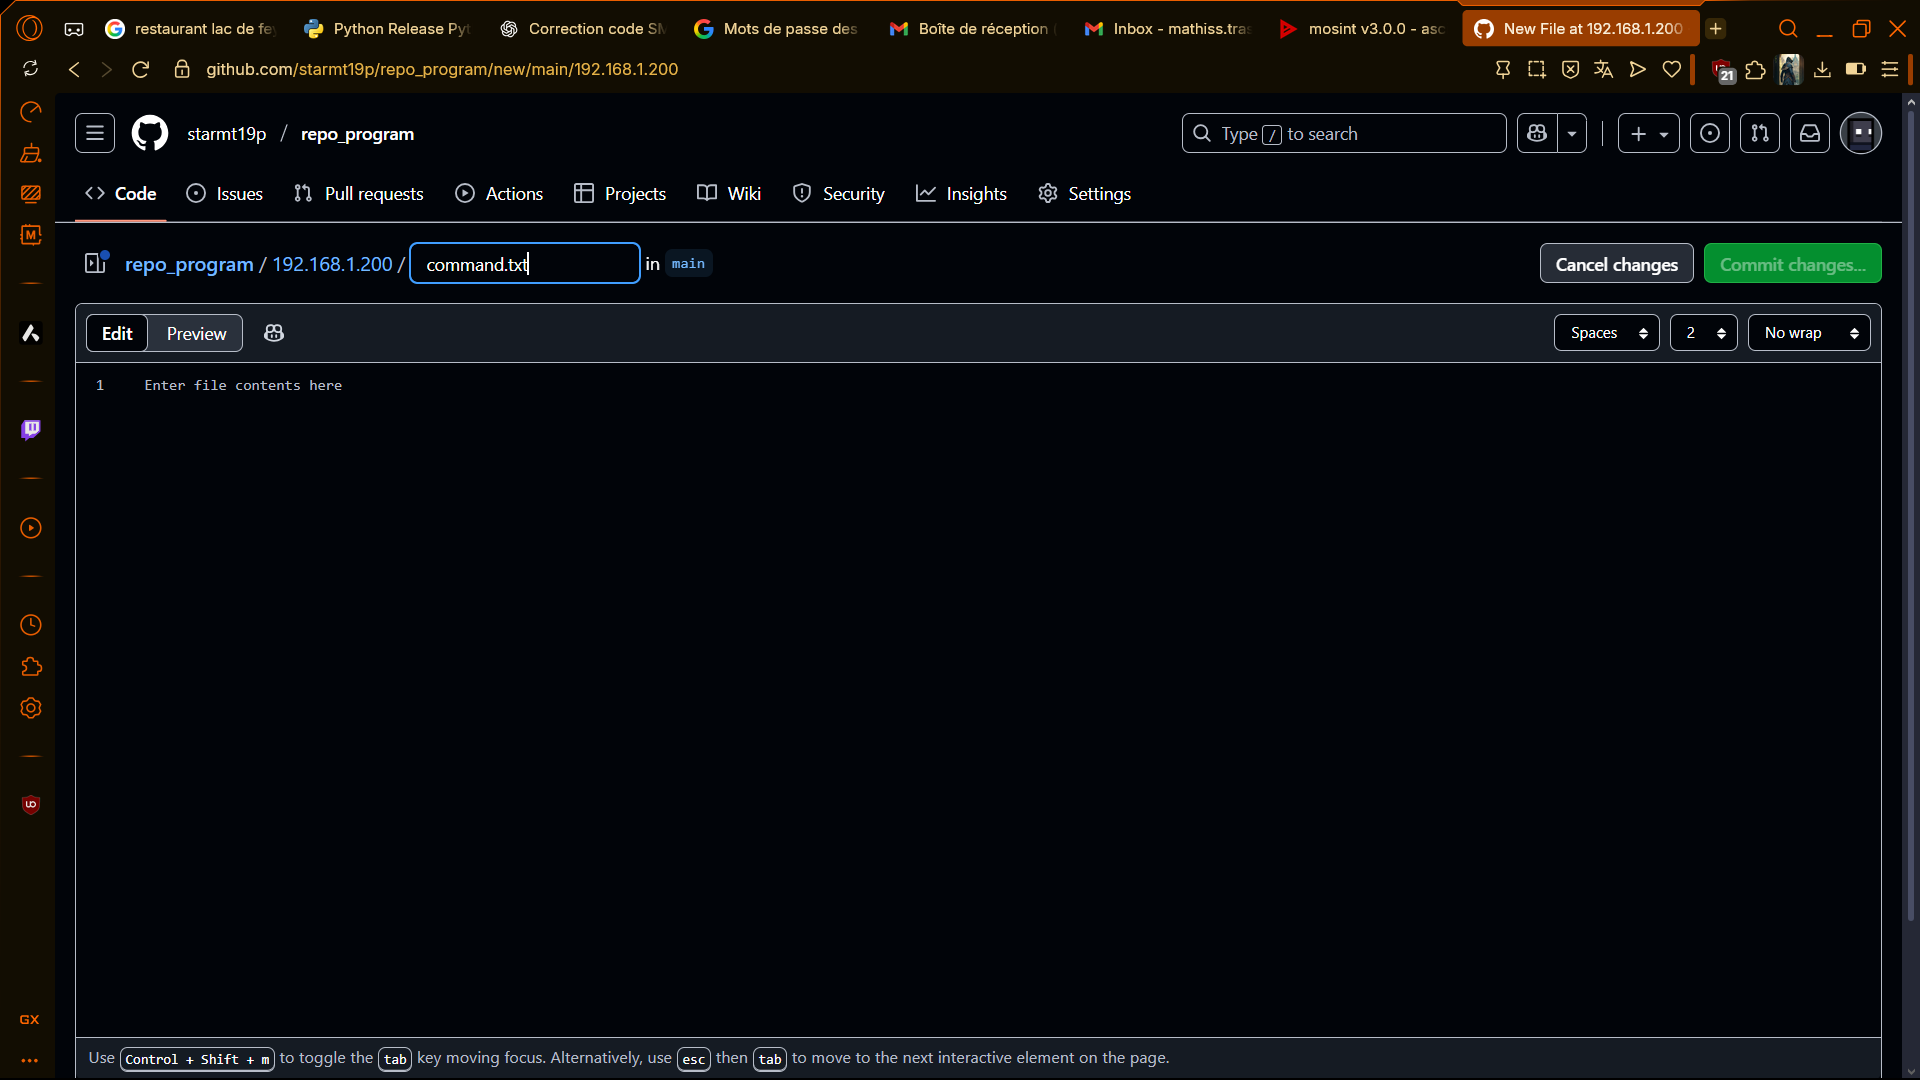 restaurant lac de fey
Python Release Pyt
Correction code SM
Mots de passe des
Boîte de réception
Inbox - mathiss.tras
mosint v3.0.0 - asc
New File at 192.168.1.200
github.com/starmt19p/repo_program/new/main/192.168.1.200
21
starmt19p / repo_program
Type / to search
Code
Issues
Pull requests
Actions
Projects
Wiki
Security
Insights
Settings
repo_program / 192.168.1.200 / command.txt in main
Cancel changes
Commit changes...
Edit
Preview
Spaces
2
No wrap
1 Enter file contents here
GX
Use Control + Shift + m to toggle the tab key moving focus. Alternatively, use esc then tab to move to the next interactive element on the page.